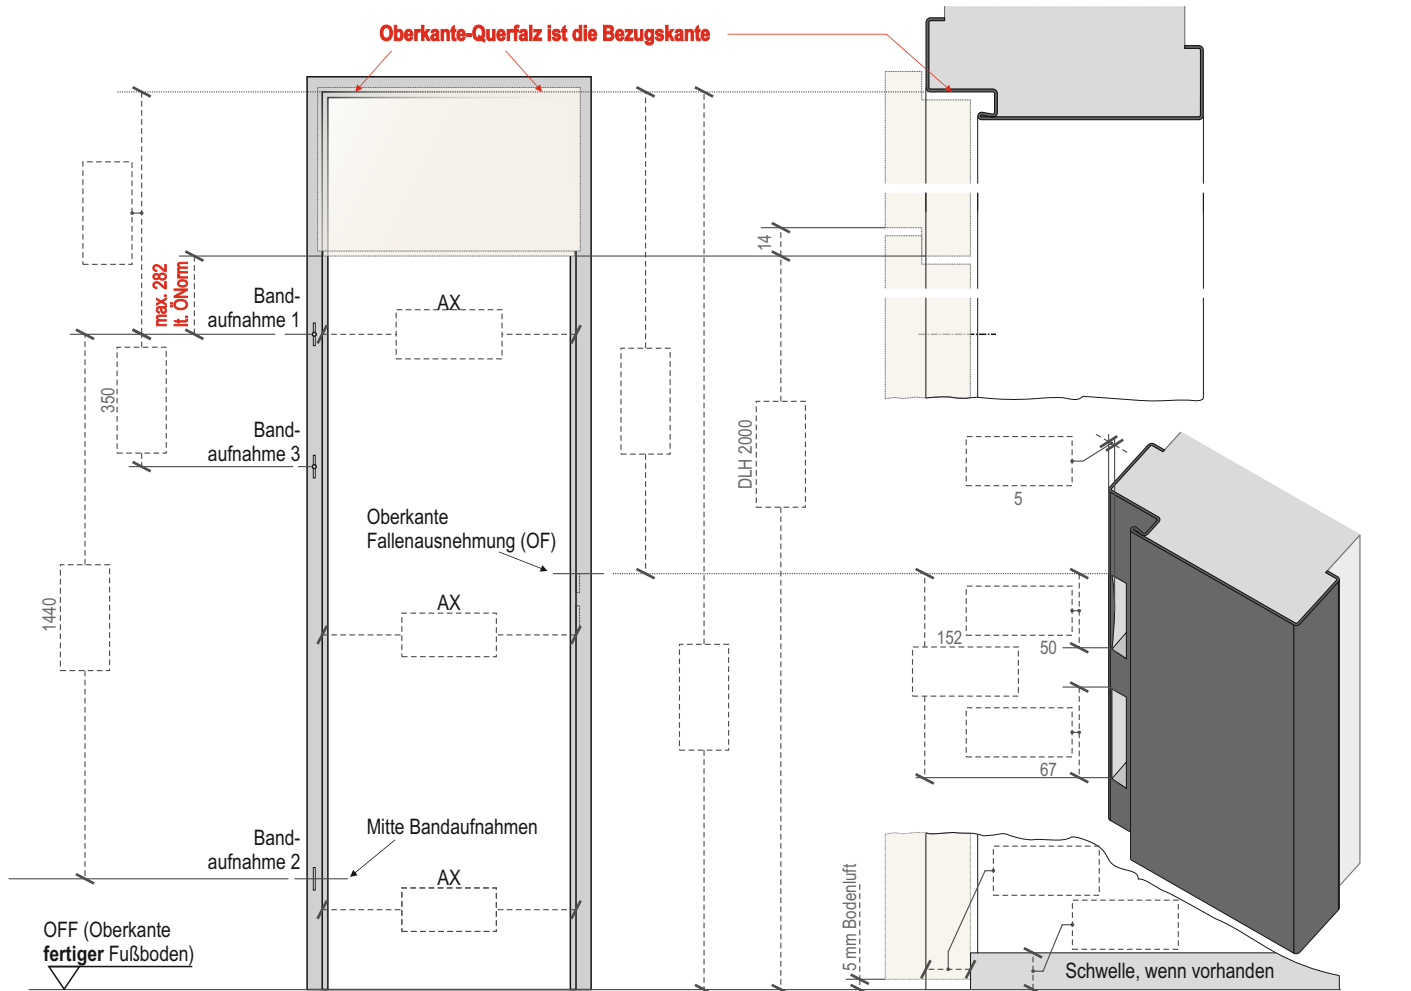 Oberkante-Querfalz ist die Bezugskante
14
max. 282
lt. ÖNorm
Band-
aufnahme 1
AX
350
Band-
aufnahme 3
DLH 2000
5
Oberkante
Fallenausnehmung (OF)
1440
AX
152
50
67
Band-
aufnahme 2
Mitte Bandaufnahmen
AX
5 mm Bodenluft
OFF (Oberkante
fertiger Fußboden)
Schwelle, wenn vorhanden